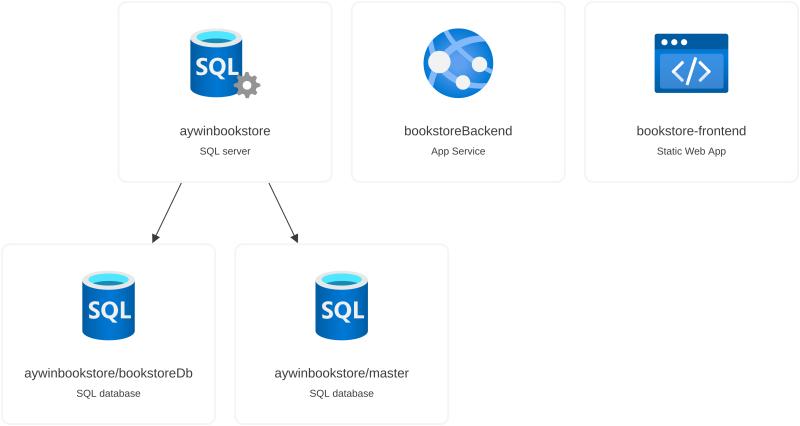 SQL
aywinbookstore
SQL server
bookstoreBackend
App Service
</>
bookstore-frontend
Static Web App
SQL
aywinbookstore/bookstoreDb
SQL database
SQL
aywinbookstore/master
SQL database